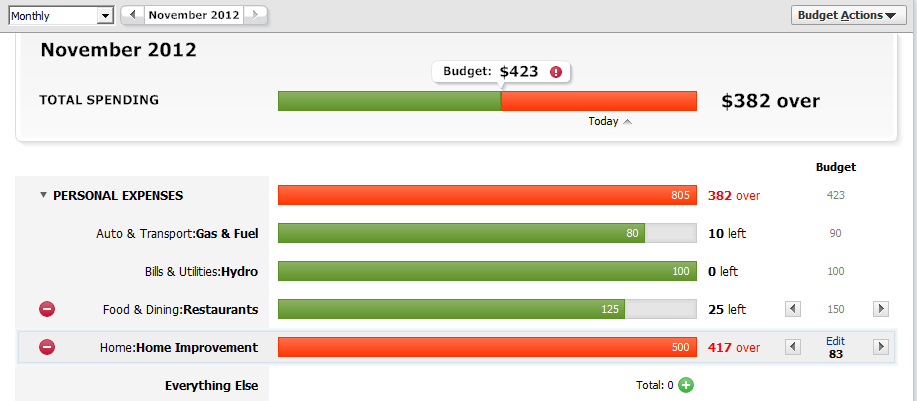 Monthly November 2012 Budget Actions
November 2012
Budget: $423
TOTAL SPENDING $382 over
Today
Budget
PERSONAL EXPENSES 805 382 over 423
Auto & Transport:Gas & Fuel 80 10 left 90
Bills & Utilities:Hydro 100 0 left 100
Food & Dining:Restaurants 125 25 left 150
Home:Home Improvement 500 417 over Edit
83
Everything Else Total: 0